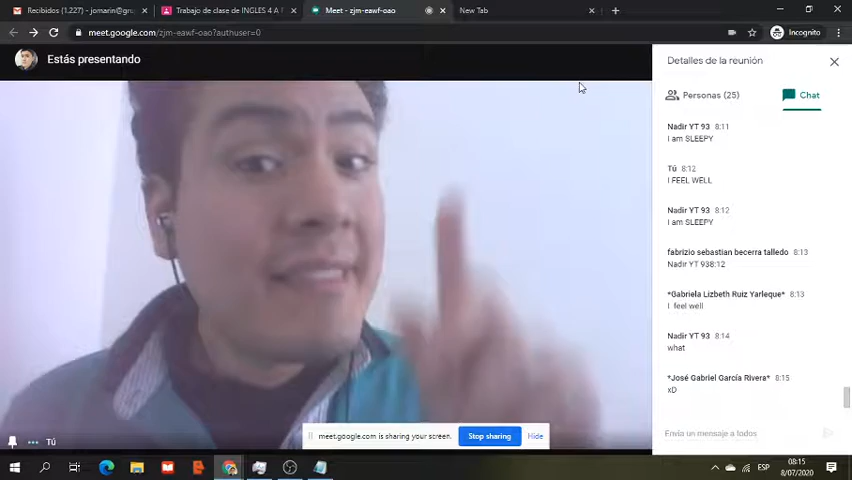 Recibidos (1.227) - jomarin@gru
Trabajo de clase de INGLES 4 A P
Meet - zjm-eawf-oao
New Tab
meet.google.com/zjm-eawf-oao?authuser=0
Incógnito
Estás presentando
Detalles de la reunión
Personas (25)
Chat
Nadir YT 93 8:11
I am SLEEPY
Tú 8:12
I FEEL WELL
Nadir YT 93 8:12
I am SLEEPY
fabrizio sebastian becerra talledo 8:13
Nadir YT 938:12
*Gabriela Lizbeth Ruiz Yarleque* 8:13
I feel well
Nadir YT 93 8:14
what
*José Gabriel García Rivera* 8:15
xD
Envía un mensaje a todos
Tú
meet.google.com is sharing your screen.
Stop sharing
Hide
ESP
08:15
8/07/2020